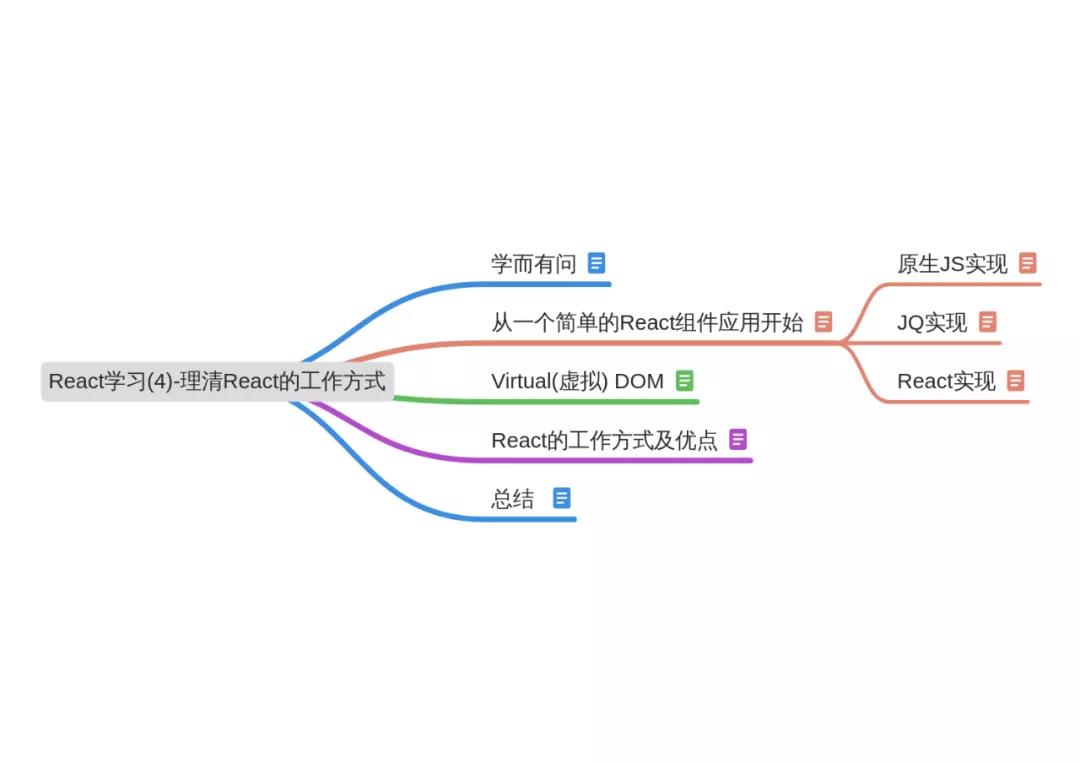 React学习(4)-理清React的工作方式
学而有问
从一个简单的React组件应用开始
原生JS实现
JQ实现
React实现
Virtual(虚拟) DOM
React的工作方式及优点
总结